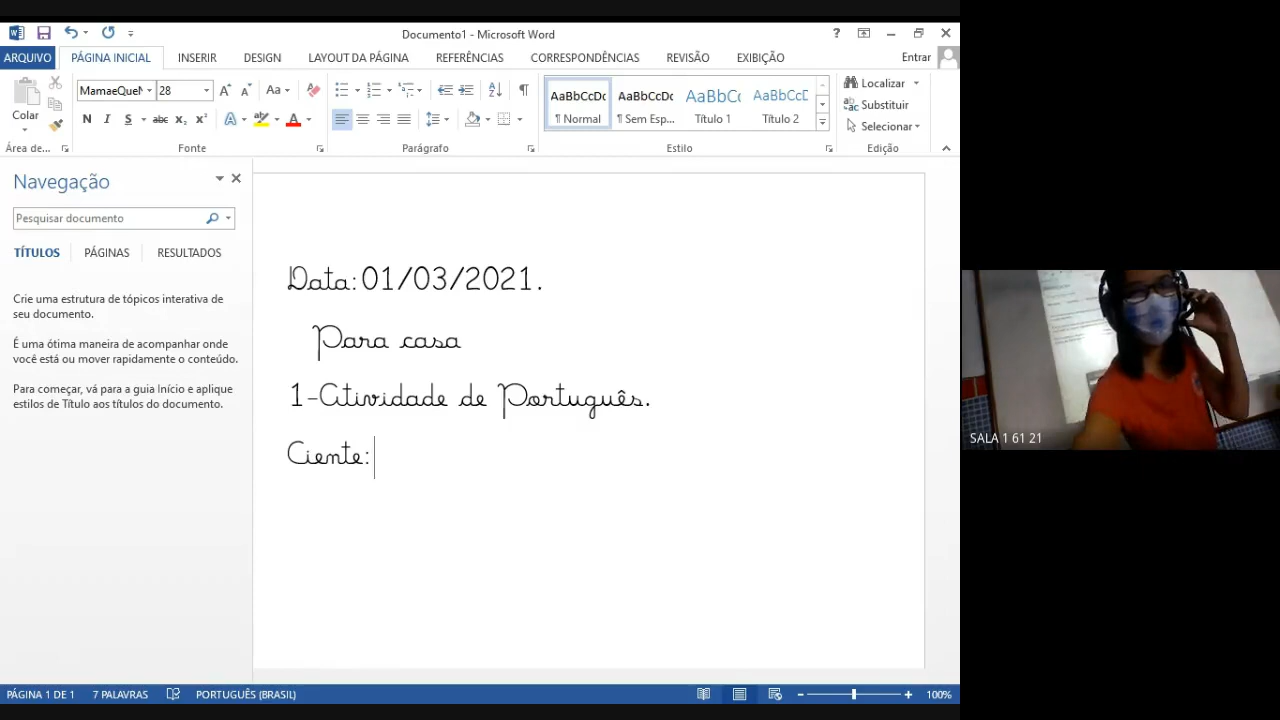 Documento1 - Microsoft Word
ARQUIVO PÁGINA INICIAL INSERIR DESIGN LAYOUT DA PÁGINA REFERÊNCIAS CORRESPONDÊNCIAS REVISÃO EXIBIÇÃO Entrar
Colar
Área de...
MamaeQueN 28
N I S abc x₂ x²
Fonte
Parágrafo
AaBbCcDc AaBbCcDc AaBbC AaBbCcD
¶ Normal ¶ Sem Esp... Título 1 Título 2
Estilo
Localizar
Substituir
Selecionar
Edição
Navegação
Pesquisar documento
TÍTULOS PÁGINAS RESULTADOS
Crie uma estrutura de tópicos interativa de
seu documento.
É uma ótima maneira de acompanhar onde
você está ou mover rapidamente o conteúdo.
Para começar, vá para a guia Início e aplique
estilos de Título aos títulos do documento.
Data:01/03/2021.
Para casa
1-Atividade de Português.
Ciente:
SALA 1 61 21
PÁGINA 1 DE 1 7 PALAVRAS PORTUGUÊS (BRASIL) 100%